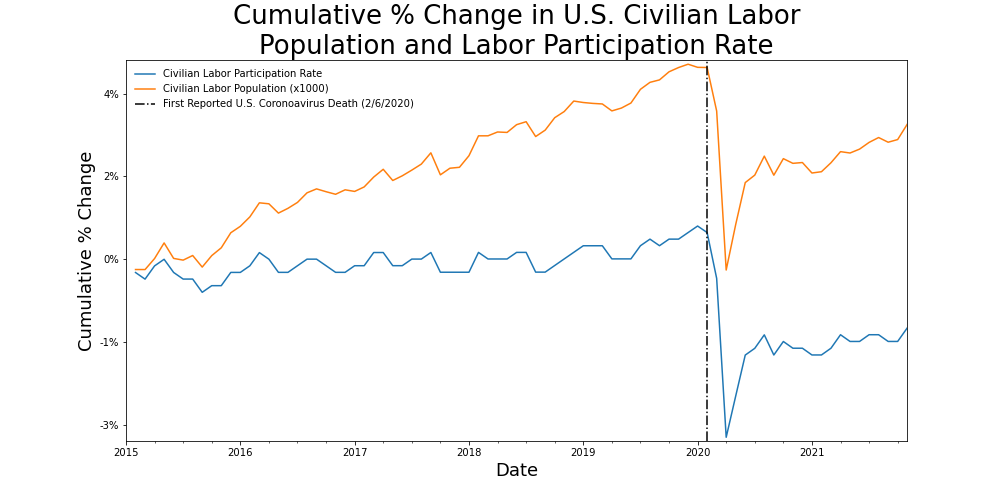 Cumulative % Change in U.S. Civilian Labor
Population and Labor Participation Rate
Civilian Labor Participation Rate
Civilian Labor Population (x1000)
First Reported U.S. Coronoavirus Death (2/6/2020)
Cumulative % Change
4%
2%
0%
-1%
-3%
2015
2016
2017
2018
2019
2020
2021
Date